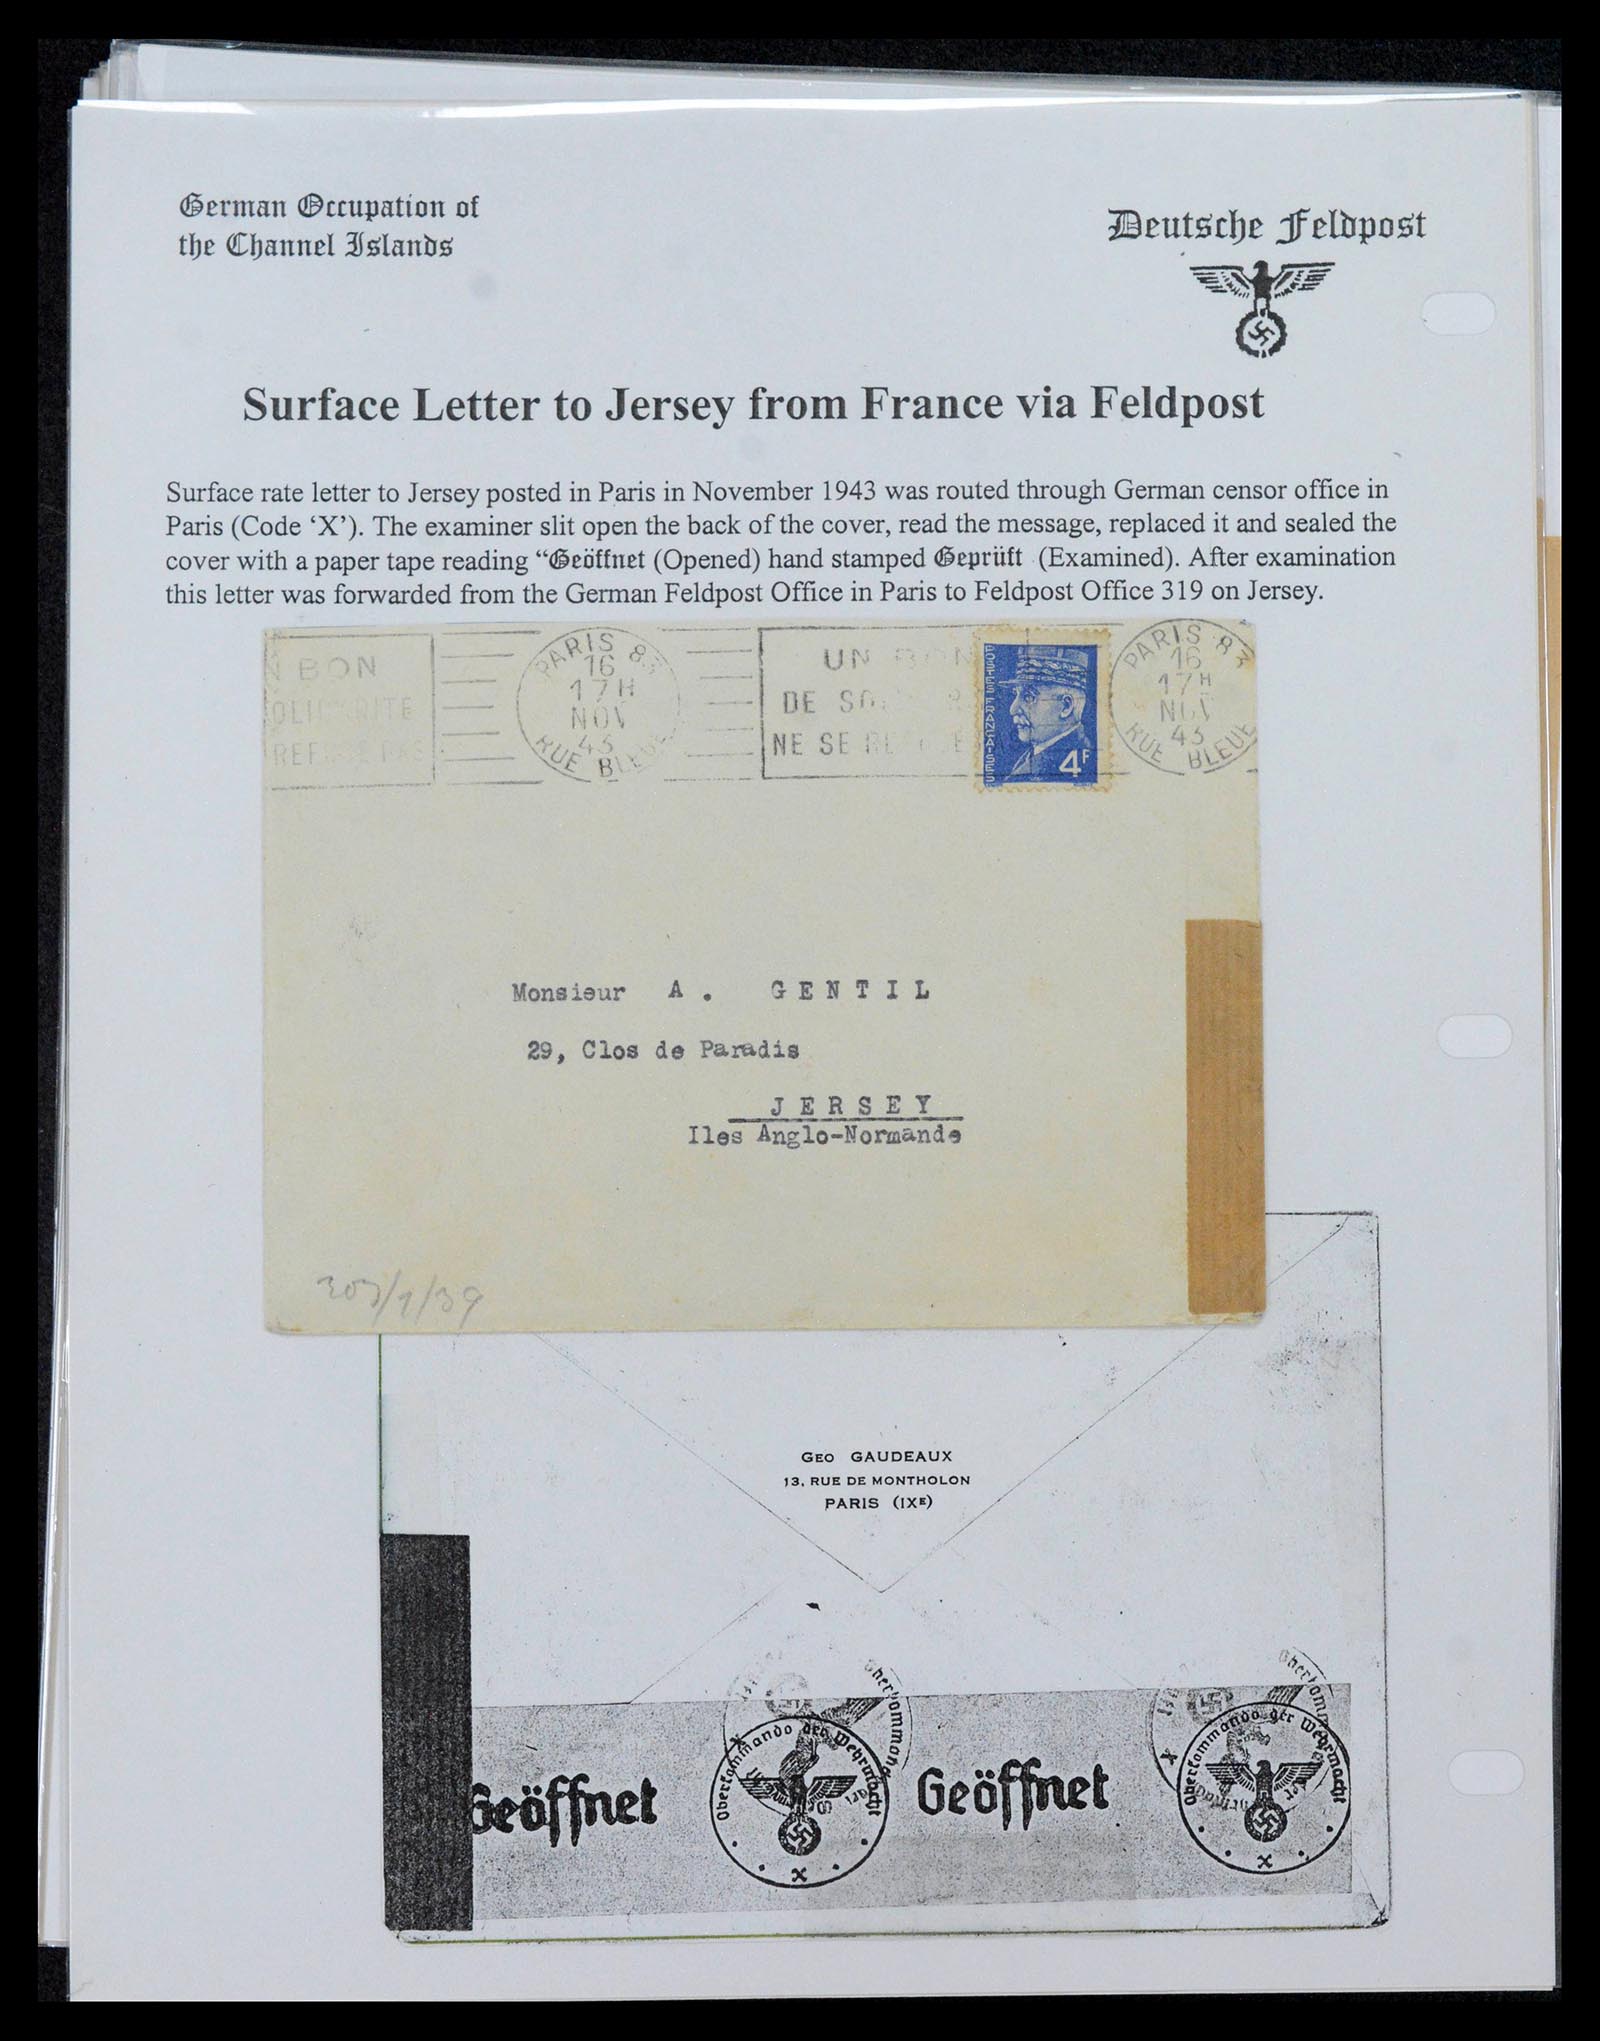 German Occupation of
the Channel Islands
Deutsche Feldpost
Surface Letter to Jersey from France via Feldpost
Surface rate letter to Jersey posted in Paris in November 1943 was routed through German censor office in
Paris (Code ‘X’). The examiner slit open the back of the cover, read the message, replaced it and sealed the
cover with a paper tape reading “Geöffnet (Opened) hand stamped Geprüft (Examined). After examination
this letter was forwarded from the German Feldpost Office in Paris to Feldpost Office 319 on Jersey.
BON
PARIS 83
16
17H
NOV
43
RUE BLEUE
UN BON
DE
NE SE
POSTES FRANÇAISES
4F
PARIS 83
16
17H
NOV
43
RUE BLEUE
Monsieur A. GENTIL
29, Clos de Paradis
JERSEY
Iles Anglo-Normande
303/1/39
GEO GAUDEAUX
13, RUE DE MONTHOLON
PARIS (IXE)
Geöffnet
Oberkommando der Wehrmacht
x
Geöffnet
Oberkommando der Wehrmacht
x